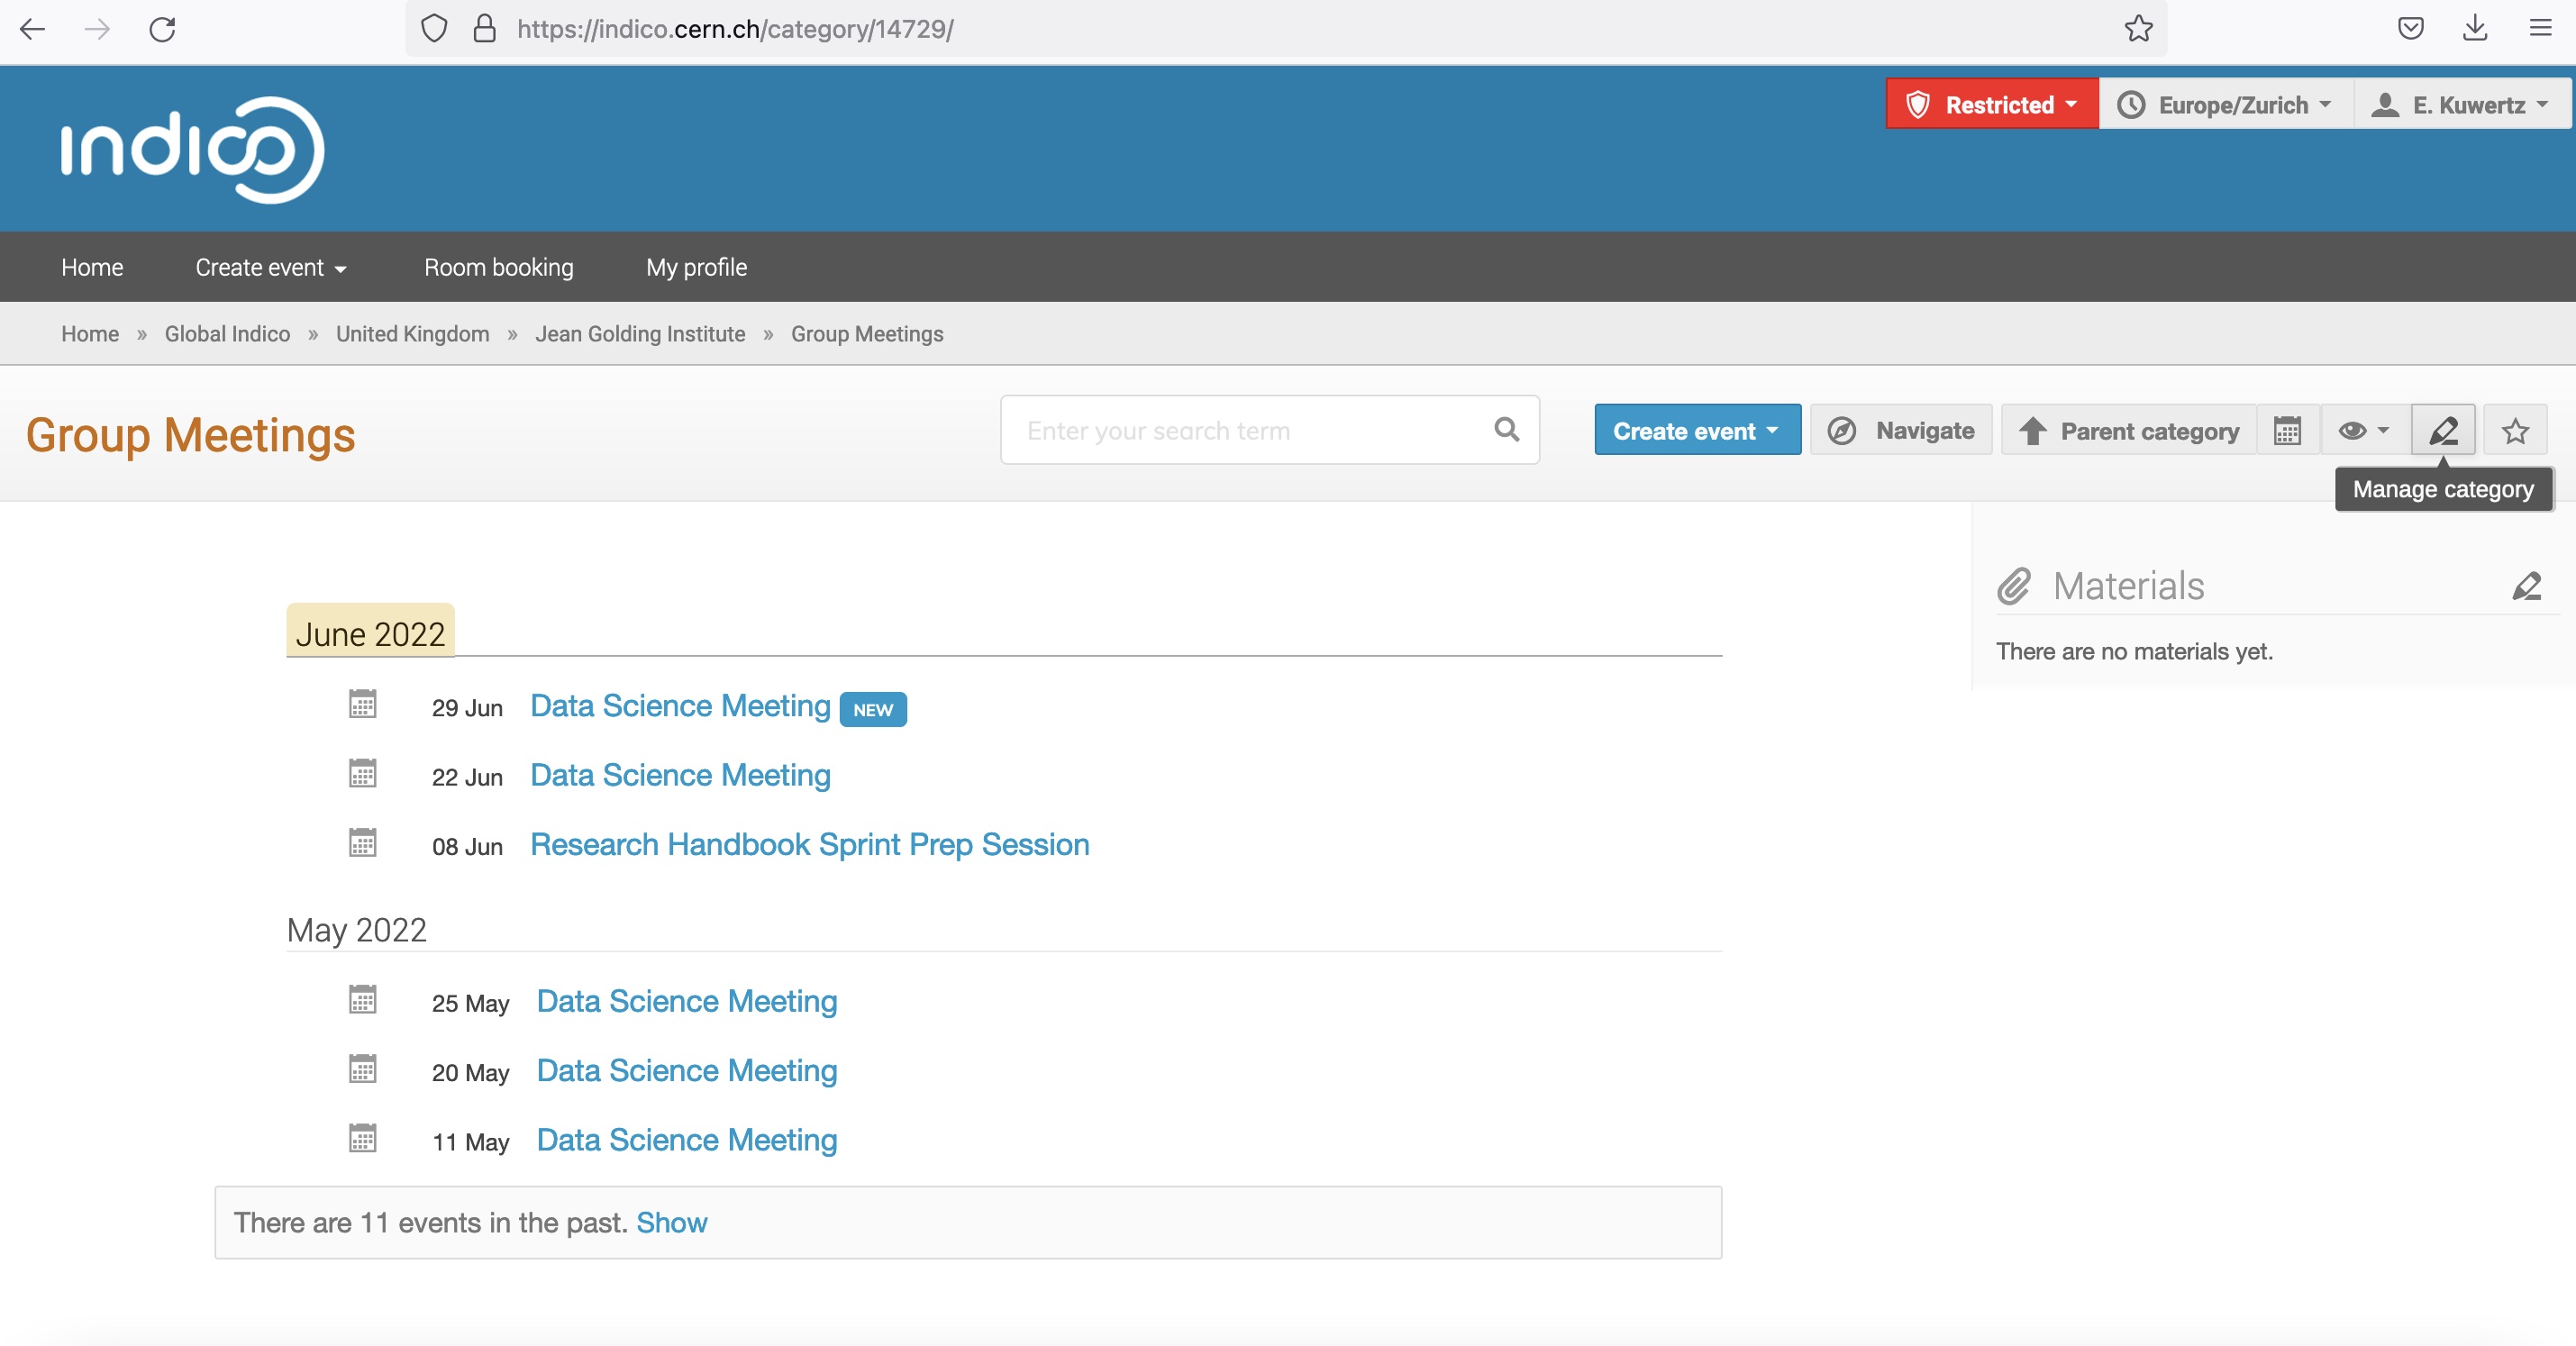 https://indico.cern.ch/category/14729/
Restricted
Europe/Zurich
E. Kuwertz
indico
Home
Create event
Room booking
My profile
Home » Global Indico » United Kingdom » Jean Golding Institute » Group Meetings
Group Meetings
Enter your search term
Create event
Navigate
Parent category
Manage category
Materials
There are no materials yet.
June 2022
29 Jun Data Science Meeting NEW
22 Jun Data Science Meeting
08 Jun Research Handbook Sprint Prep Session
May 2022
25 May Data Science Meeting
20 May Data Science Meeting
11 May Data Science Meeting
There are 11 events in the past. Show